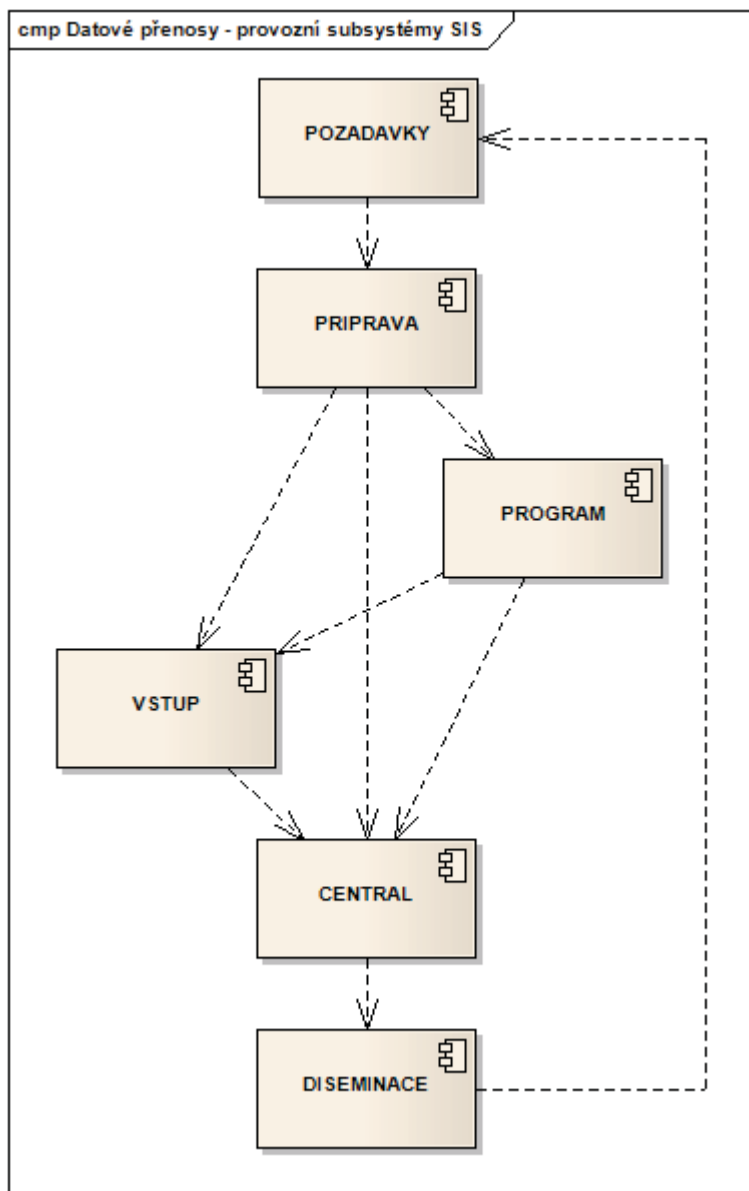 cmp Datové přenosy - provozní subsystémy SIS
POZADAVKY
PRIPRAVA
PROGRAM
VSTUP
CENTRAL
DISEMINACE